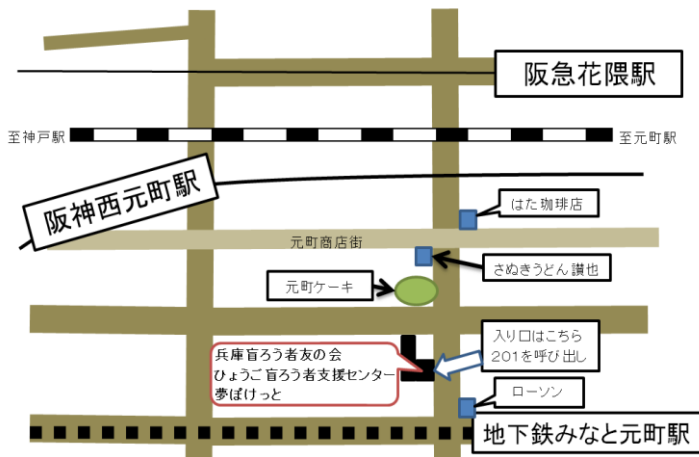 阪急花隈駅
至神戸駅
至元町駅
阪神西元町駅
はた珈琲店
元町商店街
さぬきうどん讃也
元町ケーキ
兵庫盲ろう者友の会
ひょうご盲ろう者支援センター
夢ぽけっと
入り口はこちら
201を呼び出し
ローソン
地下鉄みなと元町駅